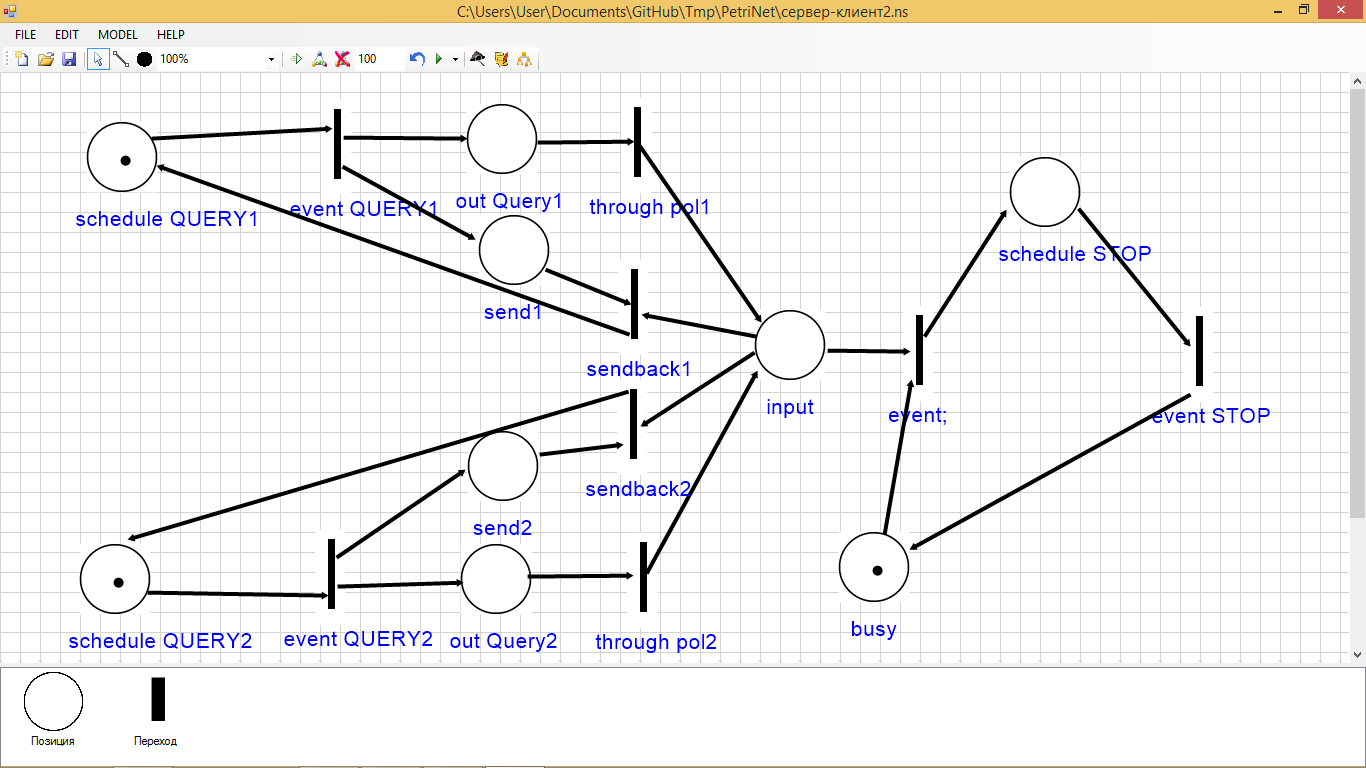 C:\Users\User\Documents\GitHub\Tmp\PetriNet\сервер-клиент2.ns
FILE EDIT MODEL HELP
100% 100
schedule QUERY1
event QUERY1
out Query1
through pol1
send1
schedule STOP
sendback1
input
event;
event STOP
sendback2
send2
schedule QUERY2
event QUERY2
out Query2
through pol2
busy
Позиция
Переход